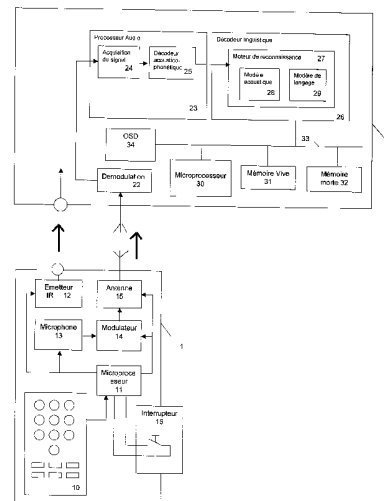 Processeur Audio
Acquisition
du signal
24
Décodeur
acoustico-
phonétique
25
23
Décodeur linguistique
Moteur de reconnaissance
27
Modèle
acoustique
28
Modèle de
langage
29
26
OSD
34
33
Demodulation
22
Microprocesseur
30
Mémoire Vive
31
Mémoire
morte 32
Emetteur
IR 12
Antenne
15
Microphone
13
Modulateur
14
1
Microproce
sseur
11
Interrupteur
16
10